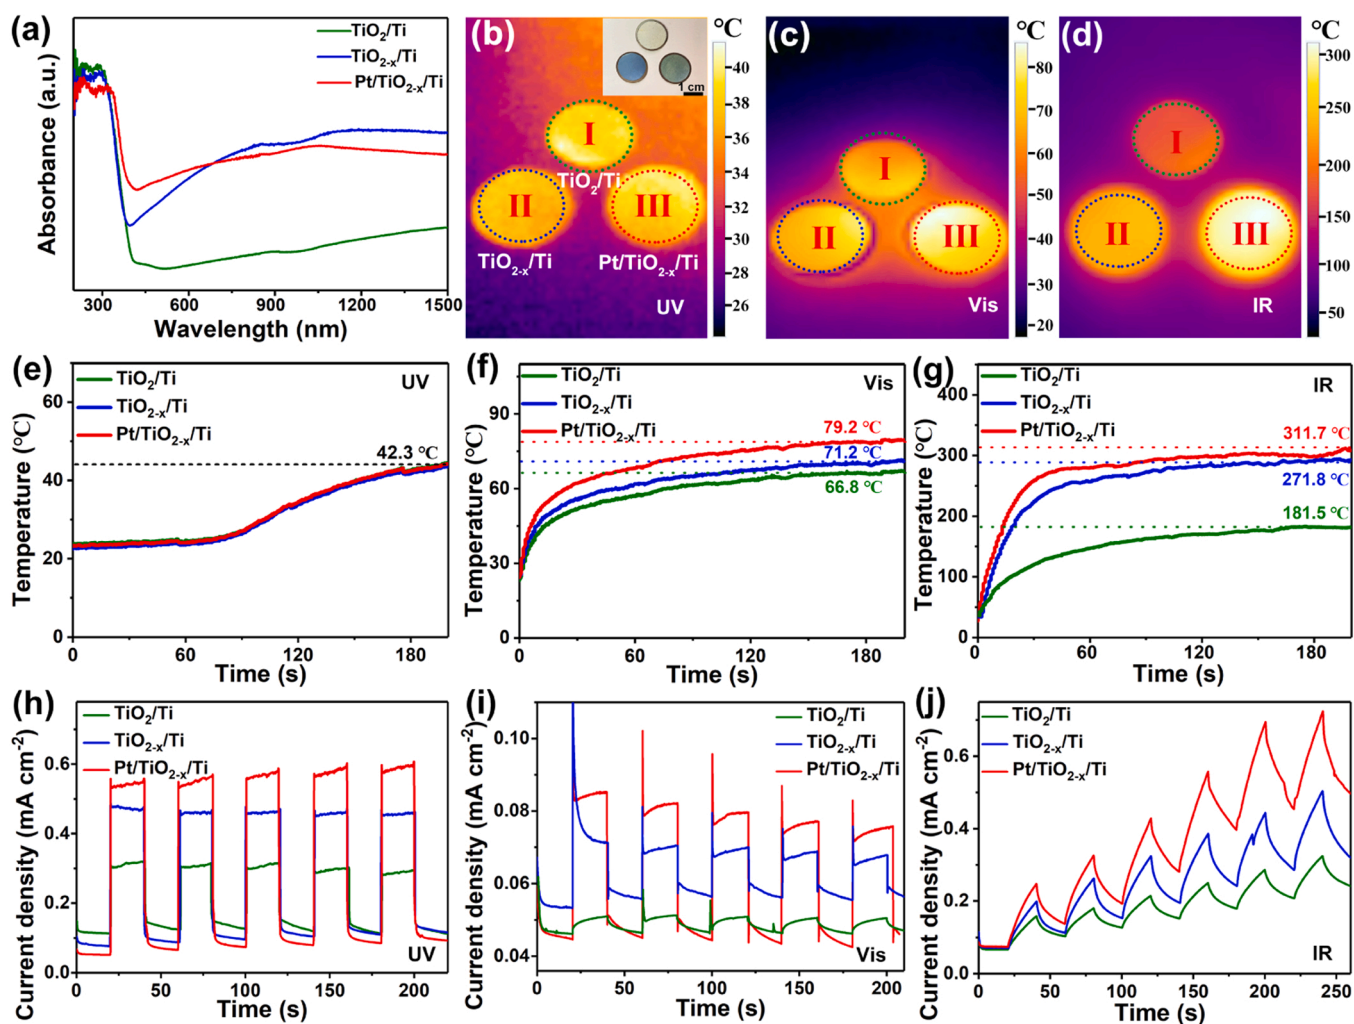 (a)
TiO2/Ti
TiO2-x/Ti
Pt/TiO2-x/Ti
Absorbance (a.u.)
300 600 900 1200 1500
Wavelength (nm)
(b)
°C
1 cm
I
TiO2/Ti
II
III
TiO2-x/Ti
Pt/TiO2-x/Ti
UV
40
38
36
34
32
30
28
26
(c)
°C
I
II
III
Vis
80
70
60
50
40
30
20
(d)
°C
I
II
III
IR
300
250
200
150
100
50
(e)
TiO2/Ti
TiO2-x/Ti
Pt/TiO2-x/Ti
UV
42.3 °C
Temperature (°C)
60
40
20
0
0 60 120 180
Time (s)
(f)
TiO2/Ti
TiO2-x/Ti
Pt/TiO2-x/Ti
Vis
79.2 °C
71.2 °C
66.8 °C
Temperature (°C)
90
60
30
0
0 60 120 180
Time (s)
(g)
TiO2/Ti
TiO2-x/Ti
Pt/TiO2-x/Ti
IR
311.7 °C
271.8 °C
181.5 °C
Temperature (°C)
400
300
200
100
0
0 60 120 180
Time (s)
(h)
TiO2/Ti
TiO2-x/Ti
Pt/TiO2-x/Ti
UV
Current density (mA cm-2)
0.6
0.4
0.2
0.0
0 50 100 150 200
Time (s)
(i)
TiO2/Ti
TiO2-x/Ti
Pt/TiO2-x/Ti
Vis
Current density (mA cm-2)
0.10
0.08
0.06
0.04
0 50 100 150 200
Time (s)
(j)
TiO2/Ti
TiO2-x/Ti
Pt/TiO2-x/Ti
IR
Current density (mA cm-2)
0.6
0.4
0.2
0.0
0 50 100 150 200 250
Time (s)